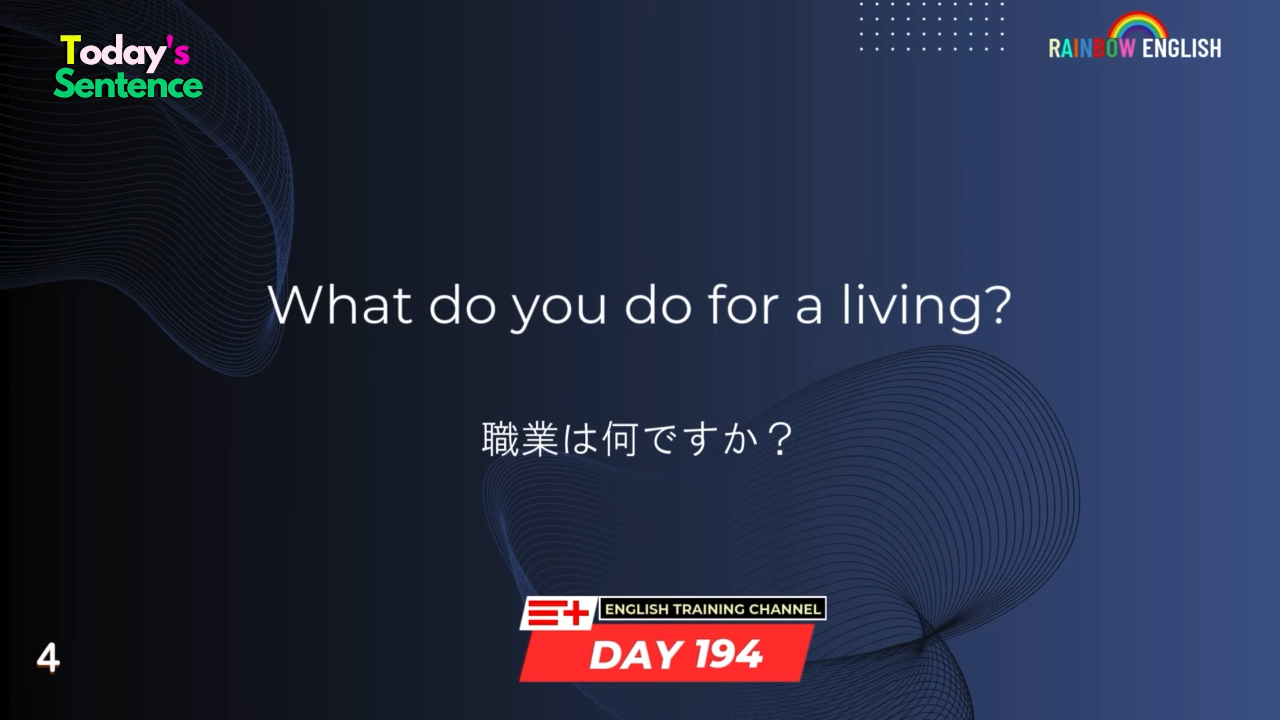 Today's
Sentence
RAINBOW ENGLISH
What do you do for a living?
職業は何ですか？
E+ ENGLISH TRAINING CHANNEL
DAY 194
4